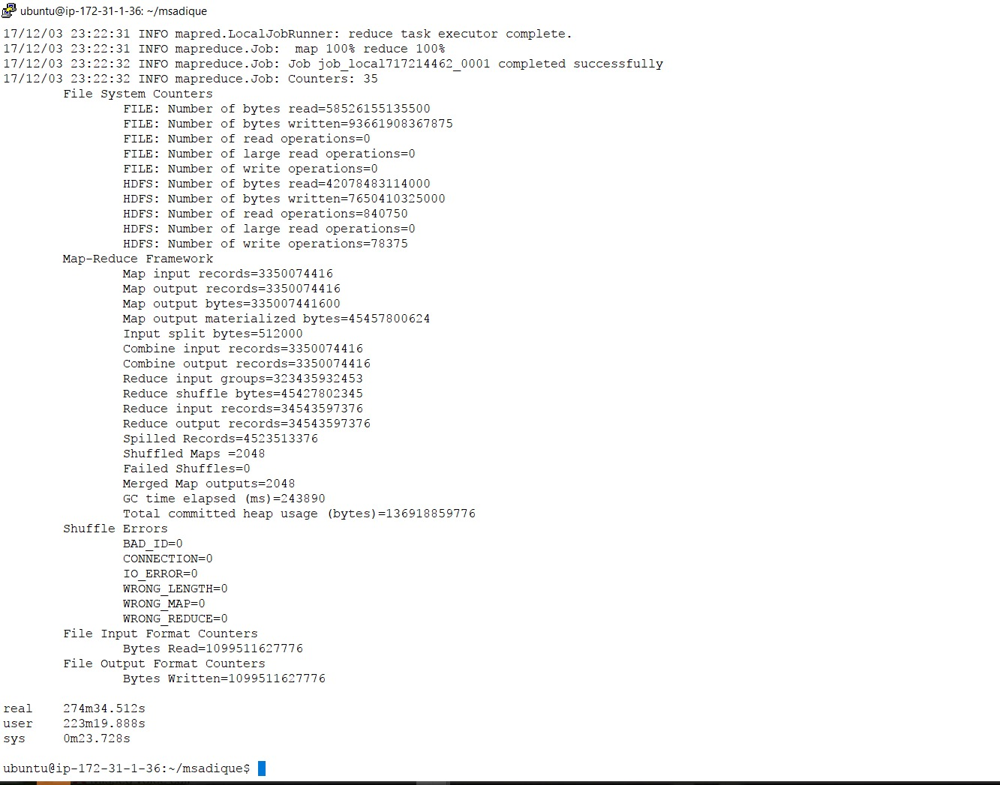 ubuntu@ip-172-31-1-36: ~/msadique
17/12/03 23:22:31 INFO mapred.LocalJobRunner: reduce task executor complete.
17/12/03 23:22:31 INFO mapreduce.Job:  map 100% reduce 100%
17/12/03 23:22:32 INFO mapreduce.Job: Job job_local717214462_0001 completed successfully
17/12/03 23:22:32 INFO mapreduce.Job: Counters: 35
File System Counters
FILE: Number of bytes read=58526155135500
FILE: Number of bytes written=93661908367875
FILE: Number of read operations=0
FILE: Number of large read operations=0
FILE: Number of write operations=0
HDFS: Number of bytes read=42078483114000
HDFS: Number of bytes written=7650410325000
HDFS: Number of read operations=840750
HDFS: Number of large read operations=0
HDFS: Number of write operations=78375
Map-Reduce Framework
Map input records=3350074416
Map output records=3350074416
Map output bytes=335007441600
Map output materialized bytes=45457800624
Input split bytes=512000
Combine input records=3350074416
Combine output records=3350074416
Reduce input groups=323435932453
Reduce shuffle bytes=45427802345
Reduce input records=34543597376
Reduce output records=34543597376
Spilled Records=4523513376
Shuffled Maps =2048
Failed Shuffles=0
Merged Map outputs=2048
GC time elapsed (ms)=243890
Total committed heap usage (bytes)=136918859776
Shuffle Errors
BAD_ID=0
CONNECTION=0
IO_ERROR=0
WRONG_LENGTH=0
WRONG_MAP=0
WRONG_REDUCE=0
File Input Format Counters
Bytes Read=1099511627776
File Output Format Counters
Bytes Written=1099511627776
real    274m34.512s
user    223m19.888s
sys     0m23.728s
ubuntu@ip-172-31-1-36:~/msadique$